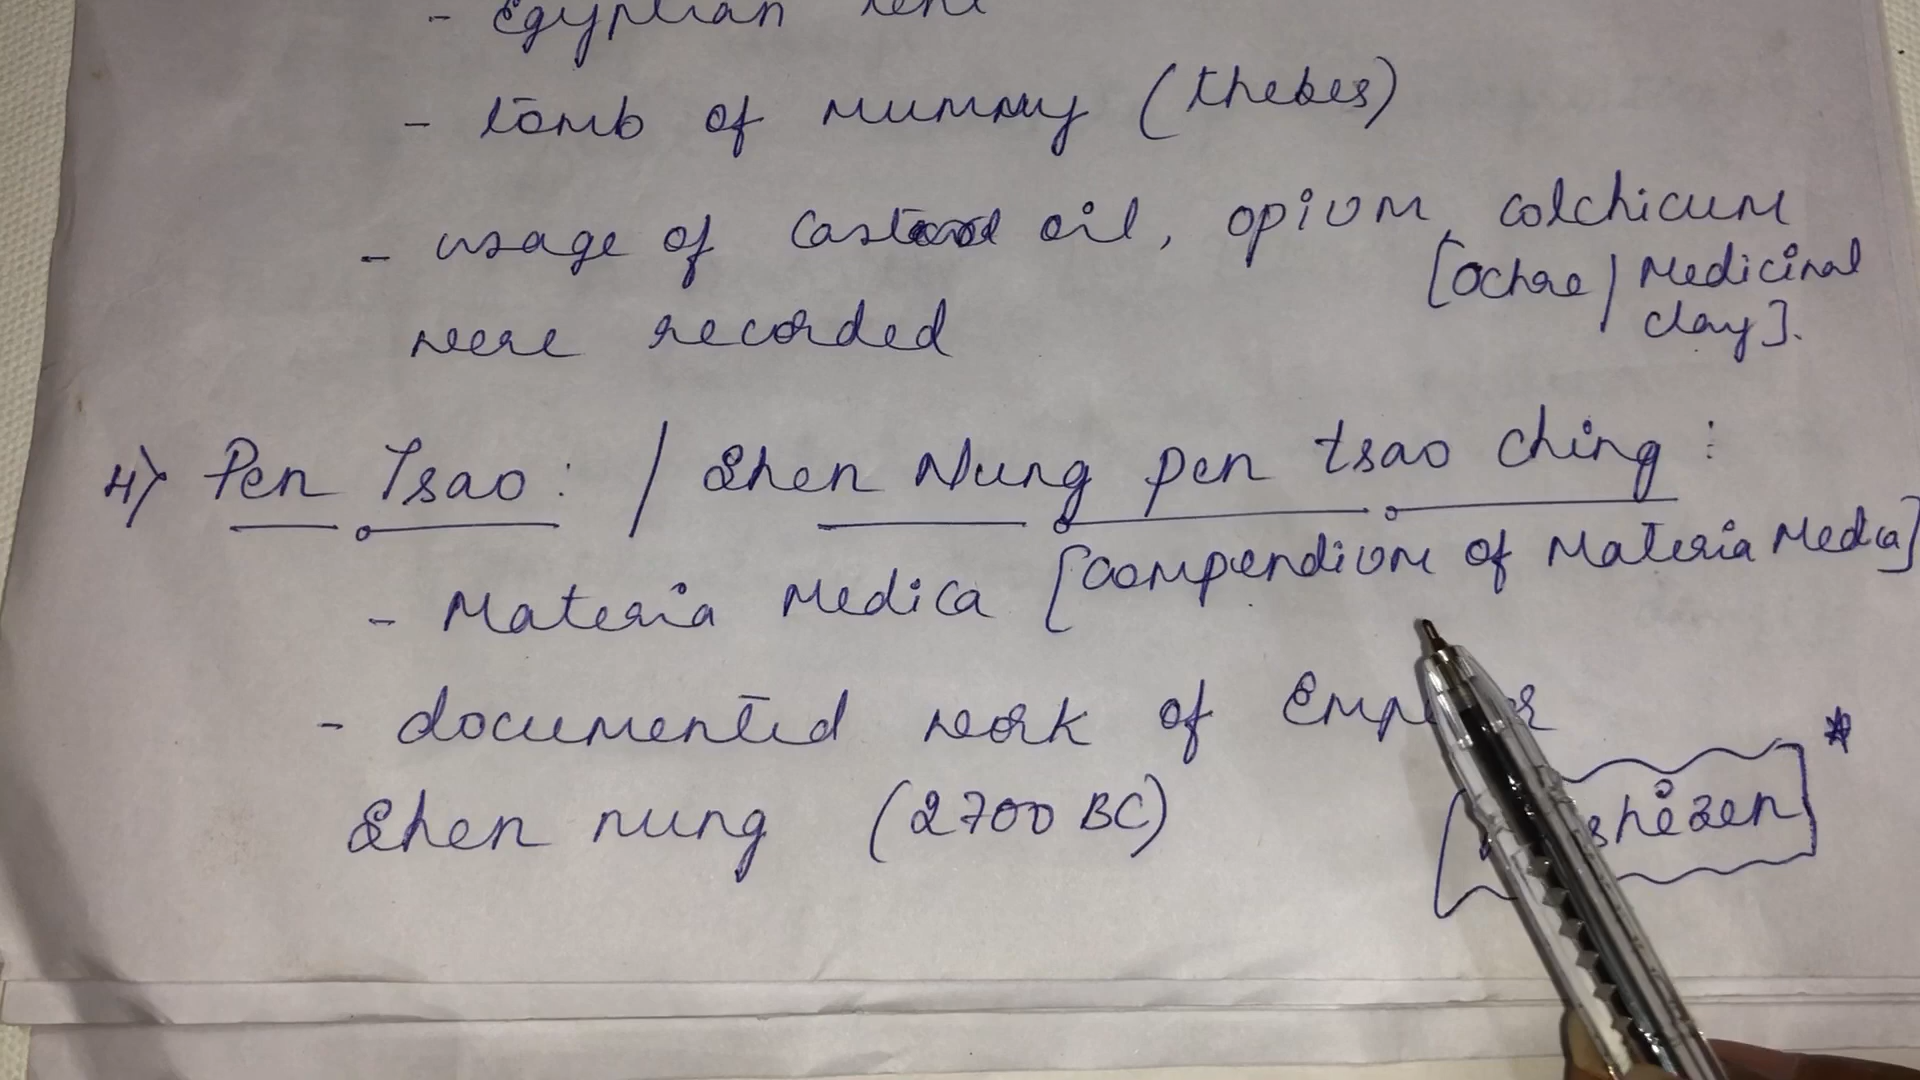 - Egyptian
- tomb of mummy (thebes)
- usage of castor oil, opium, colchicum
[Ochre / Medicinal clay].
were recorded
4) Pen Tsao: / Shen Nung pen tsao ching:
- Materia Medica [Compendium of Materia Medica]
- documented work of
Shen nung (2700 BC)
*